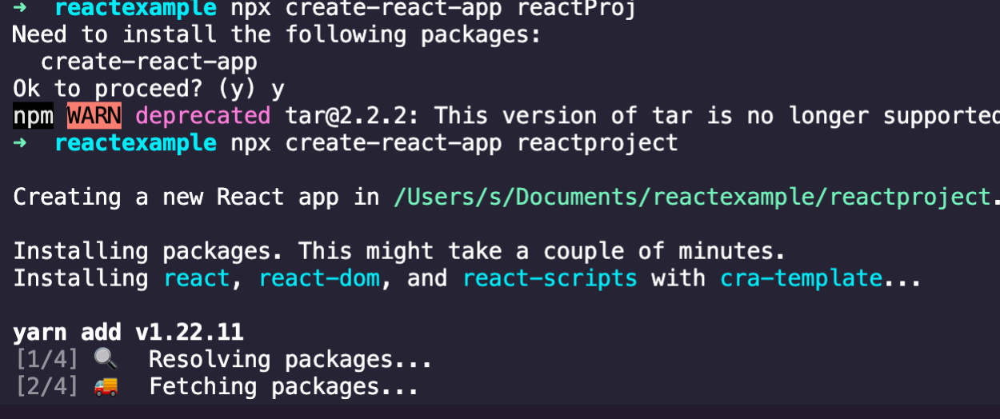 → reactexample npx create-react-app reactProj
Need to install the following packages:
  create-react-app
Ok to proceed? (y) y
npm WARN deprecated tar@2.2.2: This version of tar is no longer supported
→ reactexample npx create-react-app reactproject
Creating a new React app in /Users/s/Documents/reactexample/reactproject.
Installing packages. This might take a couple of minutes.
Installing react, react-dom, and react-scripts with cra-template...
yarn add v1.22.11
[1/4] 🔍 Resolving packages...
[2/4] 🚚 Fetching packages...